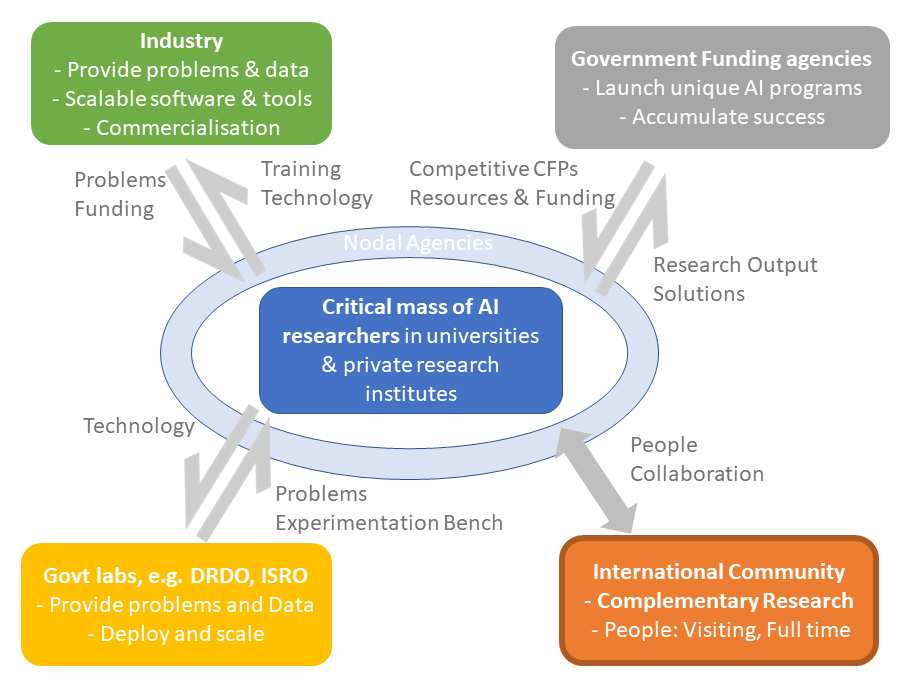 Industry
- Provide problems & data
- Scalable software & tools
- Commercialisation
Government Funding agencies
- Launch unique AI programs
- Accumulate success
Problems
Funding
Training
Technology
Competitive CFPs
Resources & Funding
Research Output
Solutions
Nodal Agencies
Critical mass of AI
researchers in universities
& private research
institutes
Technology
Problems
Experimentation Bench
People
Collaboration
Govt labs, e.g. DRDO, ISRO
- Provide problems and Data
- Deploy and scale
International Community
- Complementary Research
- People: Visiting, Full time